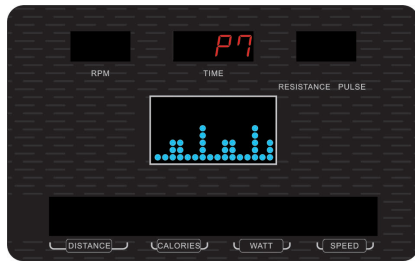 P7
RPM
TIME
RESISTANCE PULSE
DISTANCE CALORIES WATT SPEED